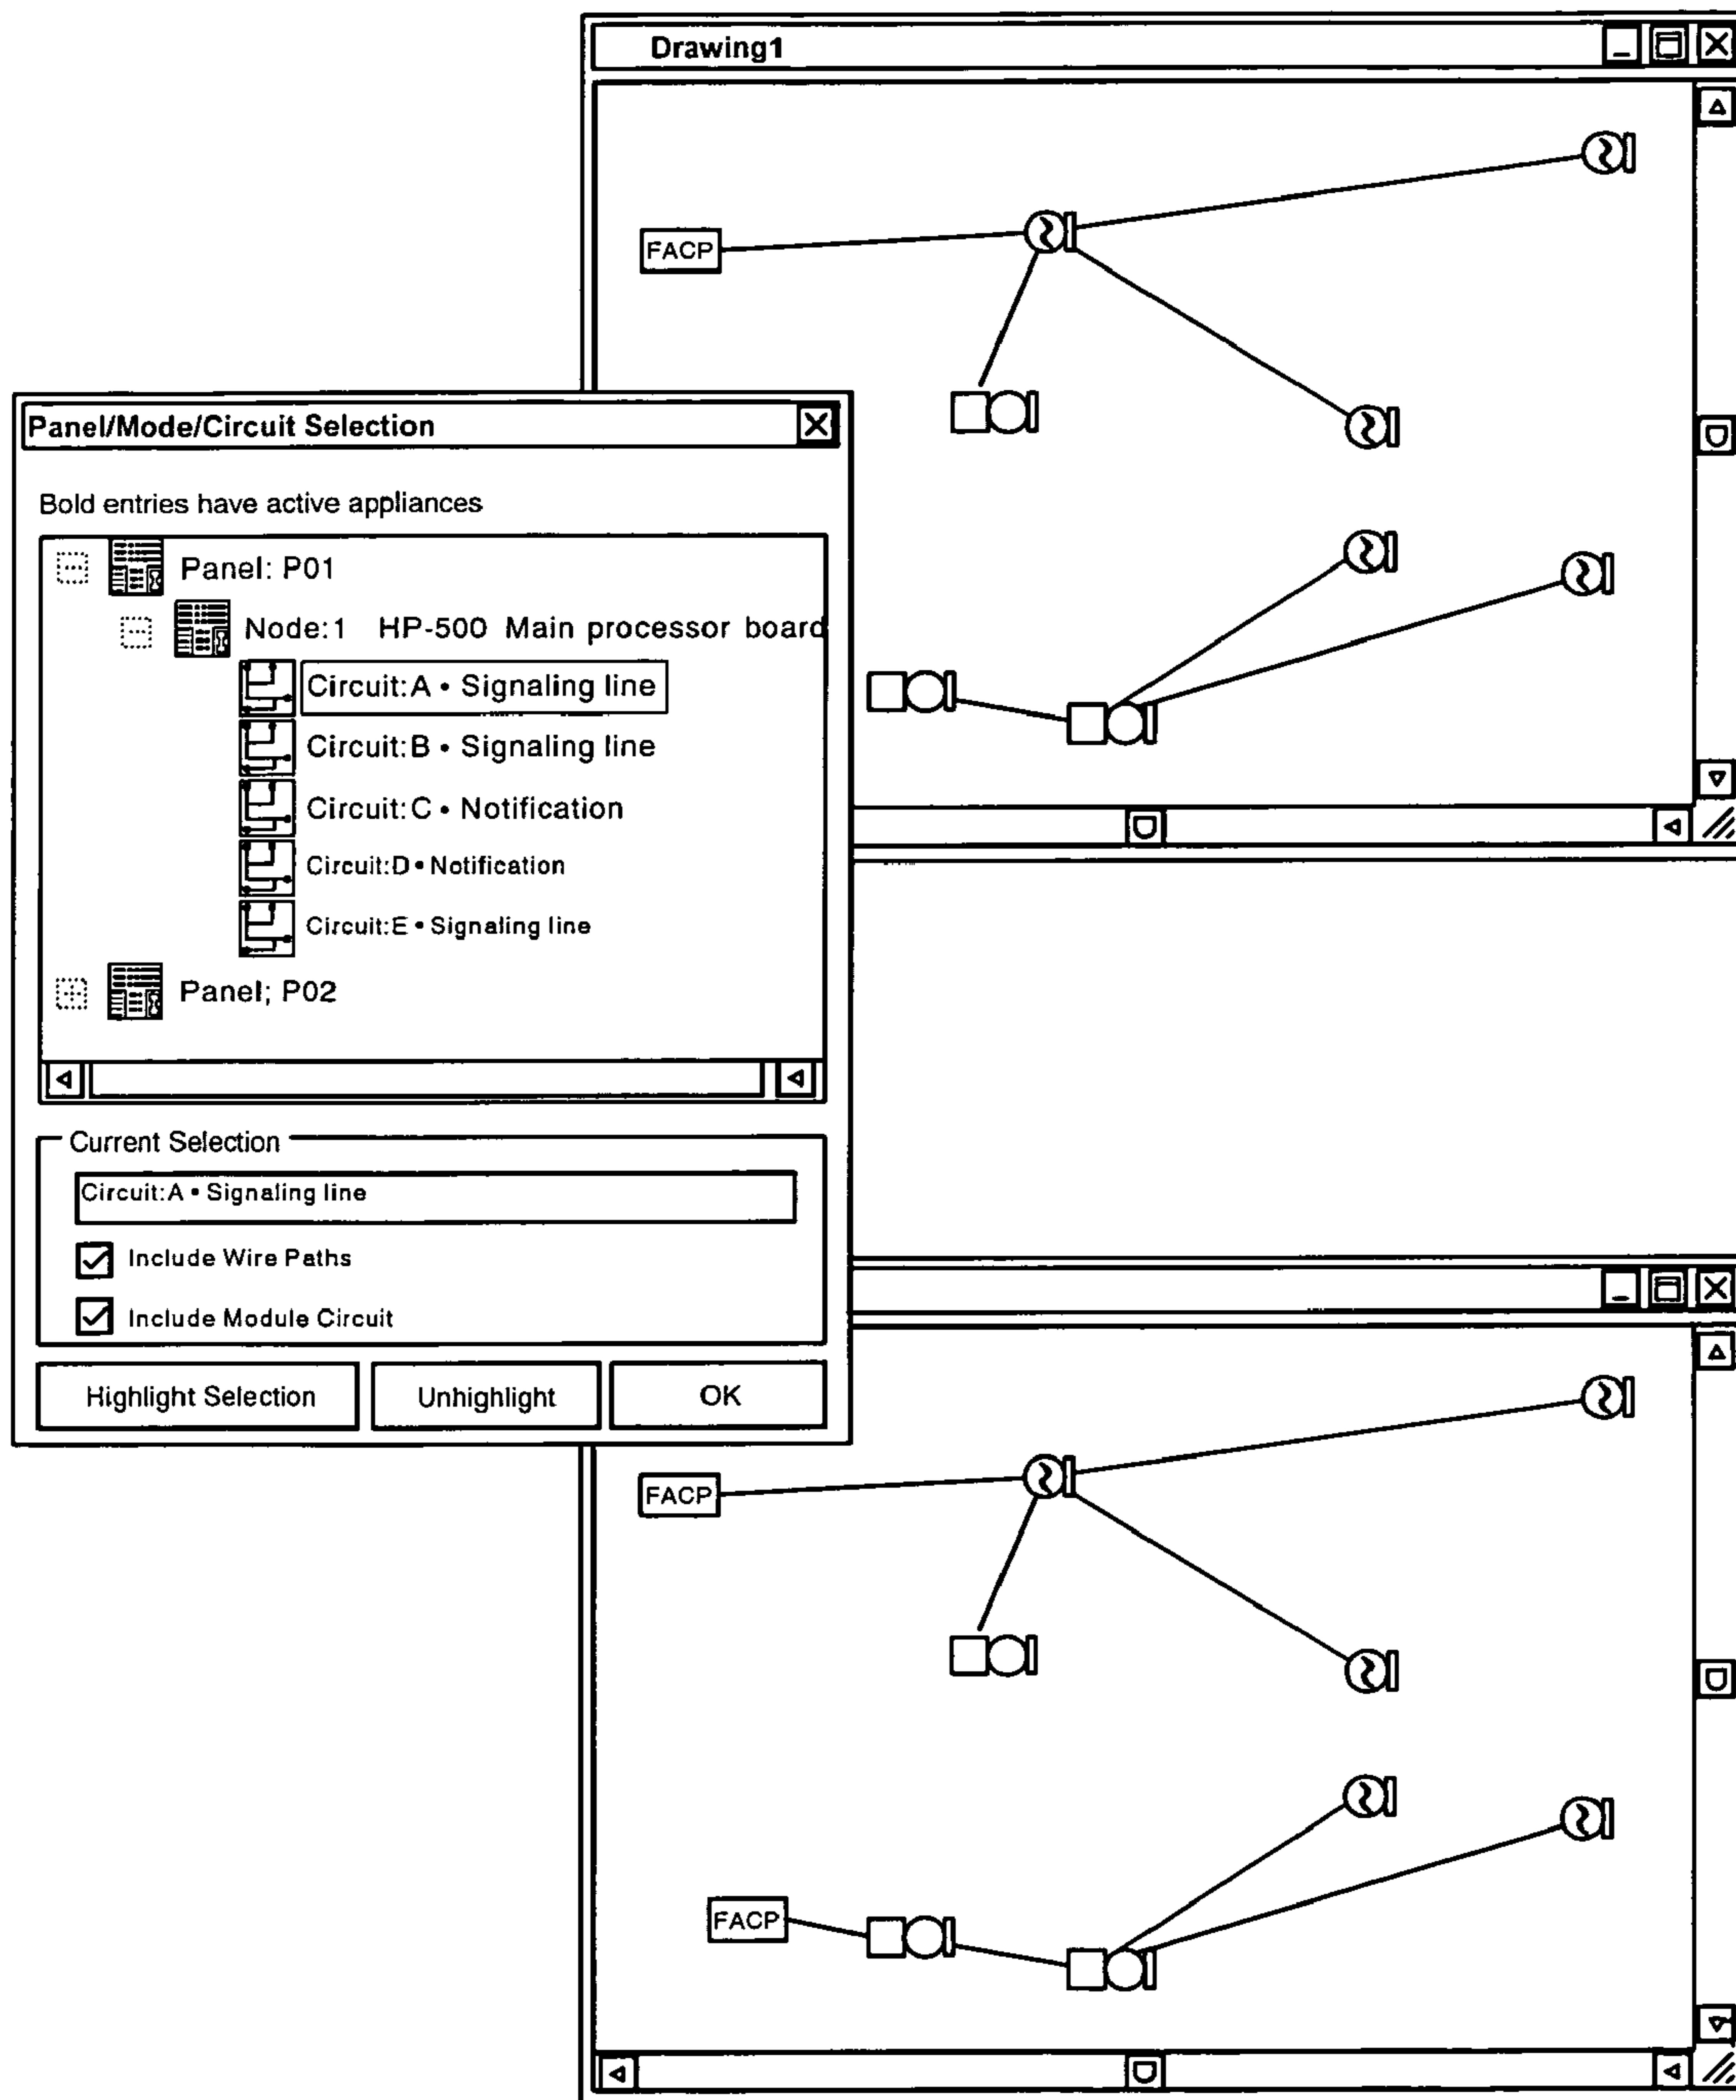 Drawing1
FACP
Panel/Mode/Circuit Selection
Bold entries have active appliances
Panel: P01
Node:1 HP-500 Main processor board
Circuit:A • Signaling line
Circuit:B • Signaling line
Circuit:C • Notification
Circuit:D • Notification
Circuit:E • Signaling line
Panel; P02
Current Selection
Circuit:A • Signaling line
Include Wire Paths
Include Module Circuit
Highlight Selection Unhighlight OK
FACP
FACP